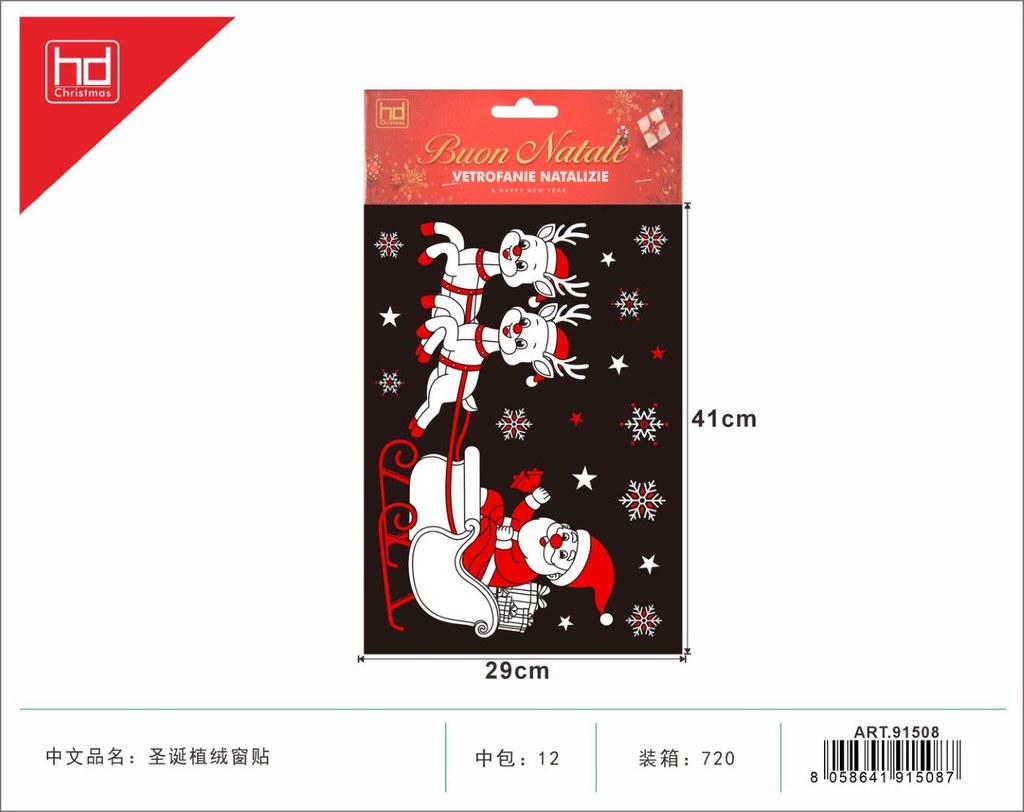 hd
Christmas
hd
Christmas
Buon Natale
VETROFANIE NATALIZIE
& HAPPY NEW YEAR
41cm
29cm
中文品名：圣诞植绒窗贴
中包：12
装箱：720
ART.91508
8 058641 915087